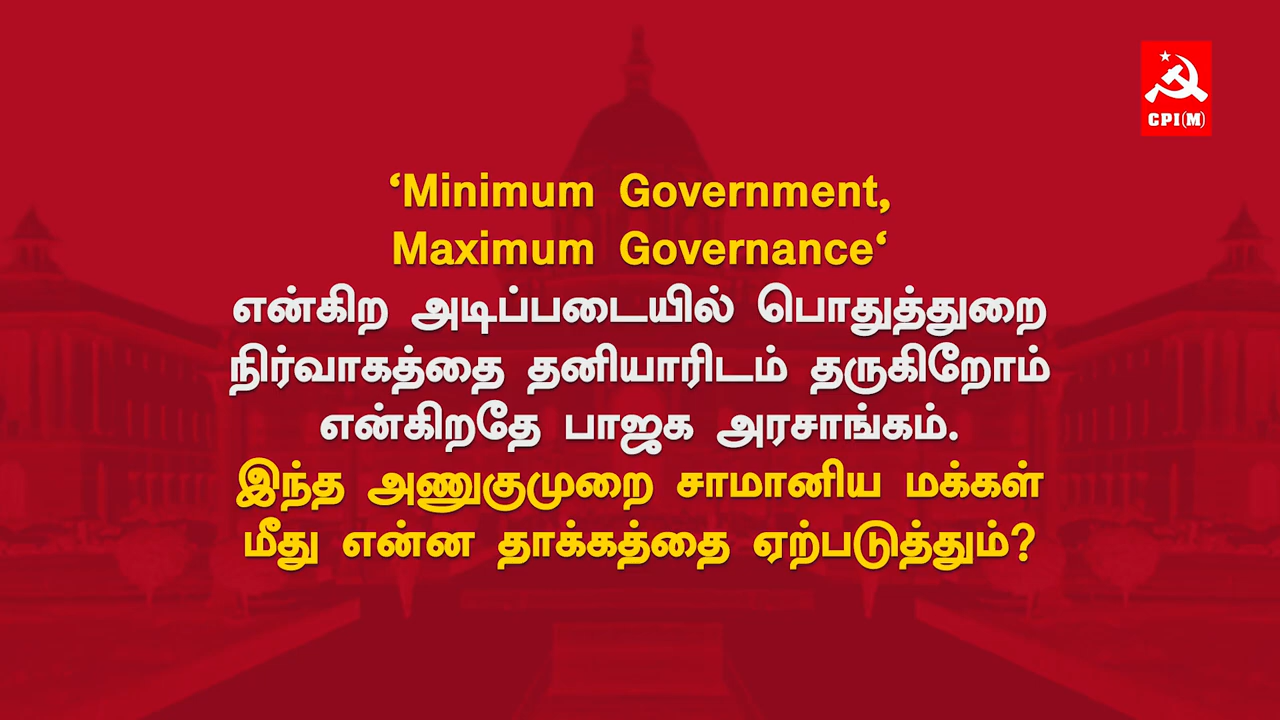 CPI(M)
‘Minimum Government,
Maximum Governance‘
என்கிற அடிப்படையில் பொதுத்துறை
நிர்வாகத்தை தனியாரிடம் தருகிறோம்
என்கிறதே பாஜக அரசாங்கம்.
இந்த அணுகுமுறை சாமானிய மக்கள்
மீது என்ன தாக்கத்தை ஏற்படுத்தும்?